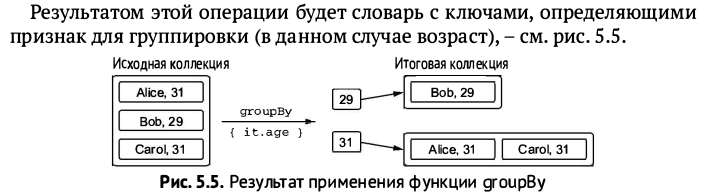 Результатом этой операции будет словарь с ключами, определяющими
признак для группировки (в данном случае возраст), – см. рис. 5.5.
Исходная коллекция
Alice, 31
Bob, 29
Carol, 31
groupBy
{ it.age }
Итоговая коллекция
29
Bob, 29
31
Alice, 31
Carol, 31
Рис. 5.5. Результат применения функции groupBy